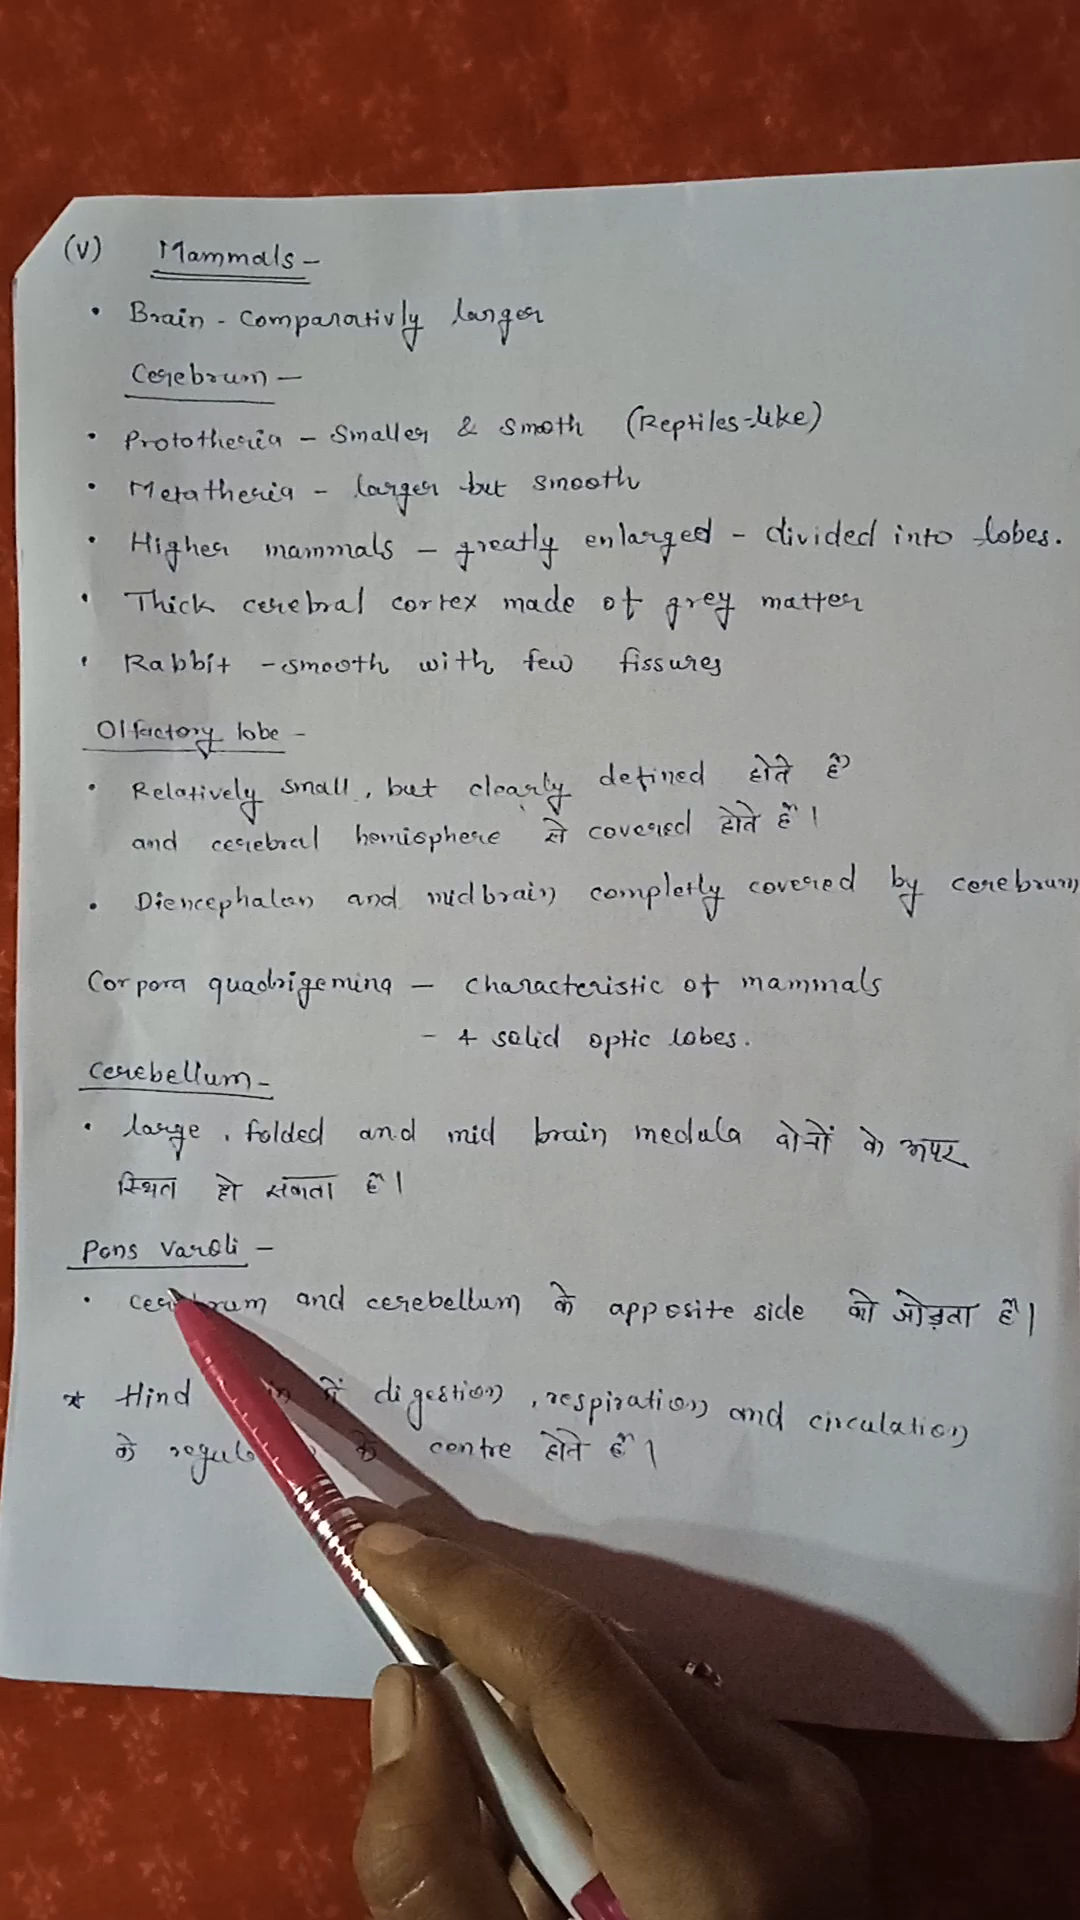 (V) Mammals -
• Brain - comparativly larger
Cerebrum -
• Prototheria - smaller & smoth (Reptiles-like)
• Metatheria - larger but smooth
• Higher mammals - greatly enlarged - divided into lobes.
• Thick cerebral cortex made of grey matter
• Rabbit - smooth with few fissures
Olfactory lobe -
• Relatively small, but clearly defined होते है
and cerebral hemisphere से covered होते हैं।
• Diencephalon and midbrain completly covered by cerebrum
Corpora quadrigemina - characteristic of mammals
- 4 solid optic lobes.
Cerebellum -
• large, folded and mid brain medula दोनों के ऊपर
स्थित हो सकता हैं।
Pons Varoli -
• cerebrum and cerebellum के apposite side को जोड़ता हैं।
* Hind में digestion, respiration and circulation
के के centre होते हैं।